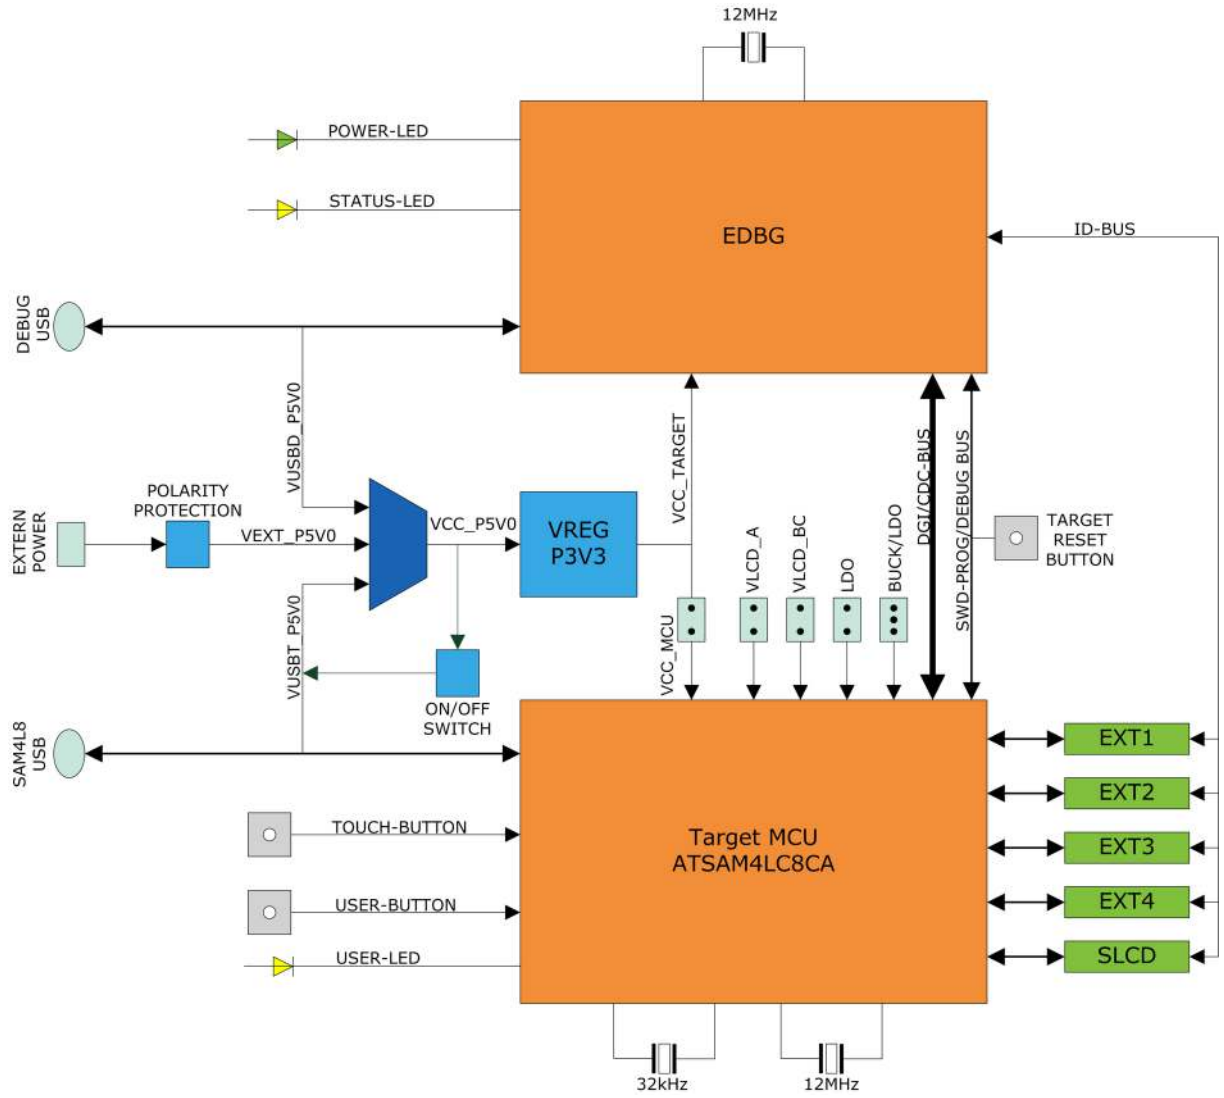 12MHz
POWER-LED
STATUS-LED
EDBG
ID-BUS
DEBUG
USB
VUSBD_P5V0
VCC_TARGET
DGI/CDC-BUS
SWD-PROG/DEBUG BUS
POLARITY
PROTECTION
EXTERN
POWER
VEXT_P5V0
VCC_P5V0
VREG
P3V3
VLCD_A
VLCD_BC
LDO
BUCK/LDO
TARGET
RESET
BUTTON
VUSBT_P5V0
VCC_MCU
ON/OFF
SWITCH
SAM4L8
USB
EXT1
EXT2
TOUCH-BUTTON
Target MCU
ATSAM4LC8CA
EXT3
USER-BUTTON
EXT4
USER-LED
SLCD
32kHz
12MHz